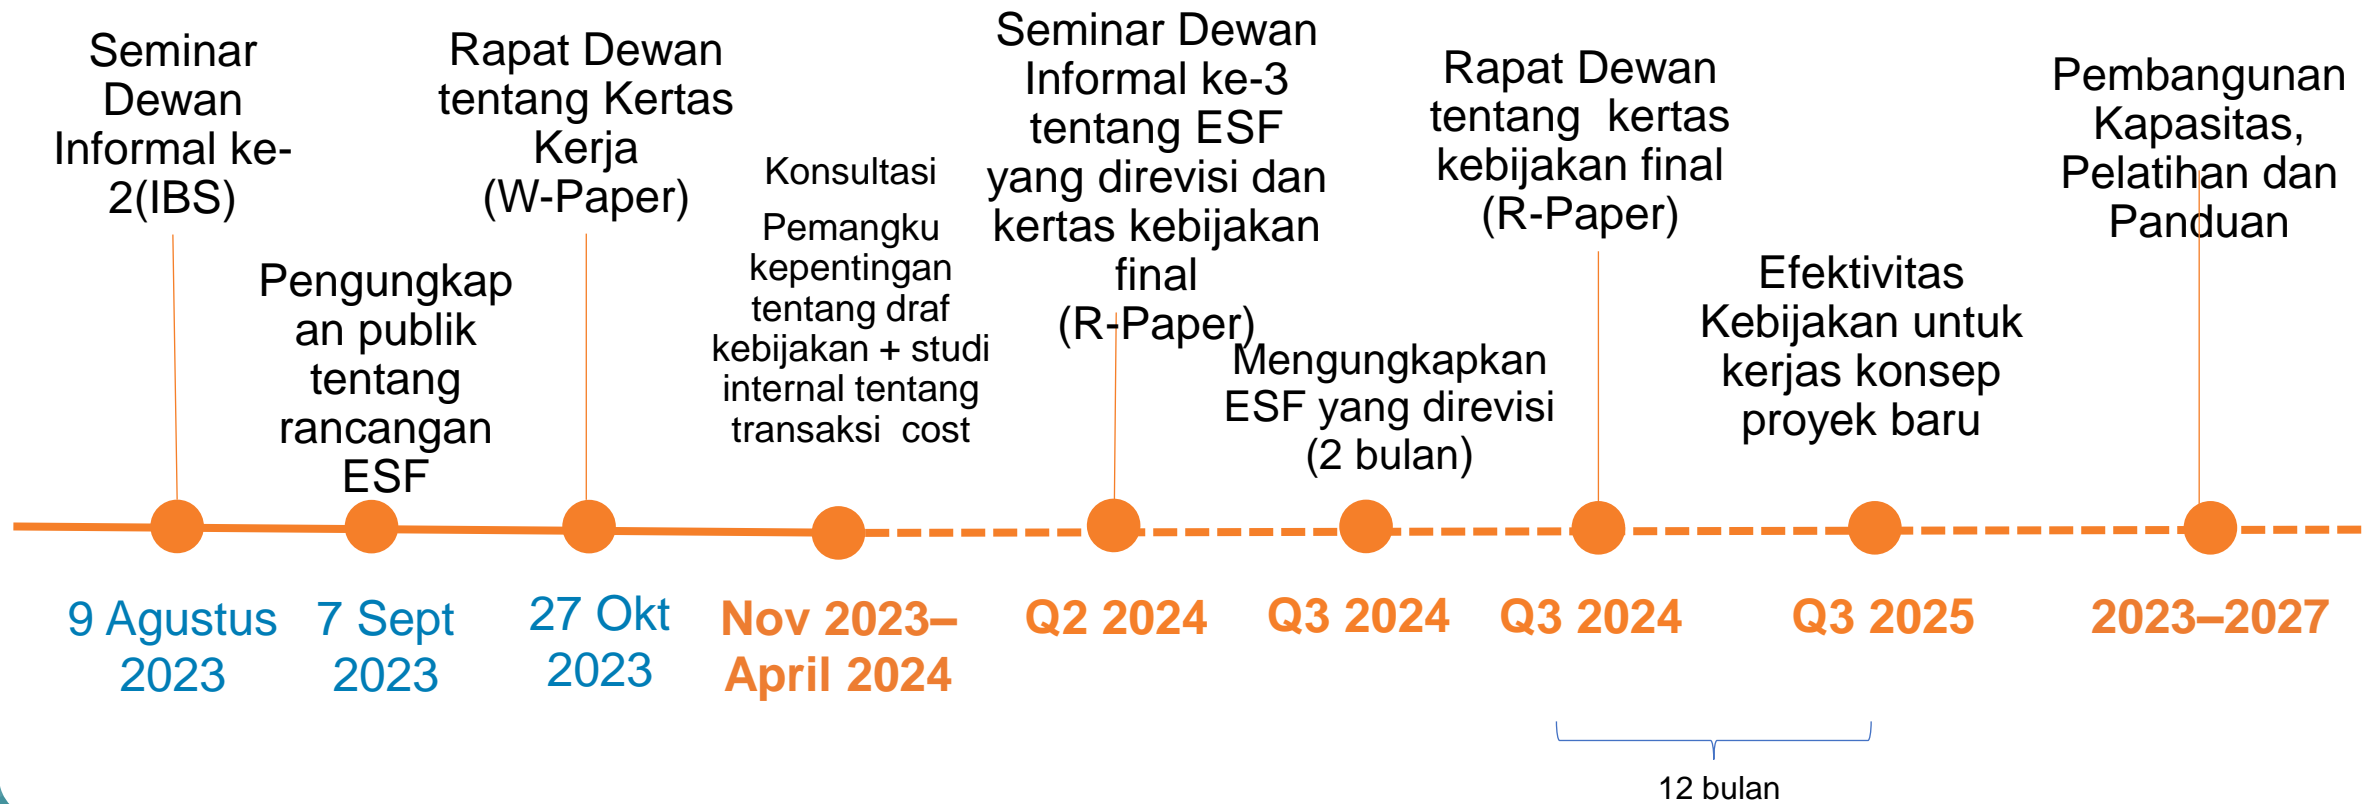 Seminar
Dewan
Informal ke-
2(IBS)
Pengungkap
an publik
tentang
rancangan
ESF
Rapat Dewan
tentang Kertas
Kerja
(W-Paper)
Konsultasi
Pemangku
kepentingan
tentang draf
kebijakan + studi
internal tentang
transaksi cost
Seminar Dewan
Informal ke-3
tentang ESF
yang direvisi dan
kertas kebijakan
final
(R-Paper)
Mengungkapkan
ESF yang direvisi
(2 bulan)
Rapat Dewan
tentang kertas
kebijakan final
(R-Paper)
Efektivitas
Kebijakan untuk
kerjas konsep
proyek baru
Pembangunan
Kapasitas,
Pelatihan dan
Panduan
9 Agustus
2023
7 Sept
2023
27 Okt
2023
Nov 2023–
April 2024
Q2 2024
Q3 2024
Q3 2024
Q3 2025
2023–2027
12 bulan